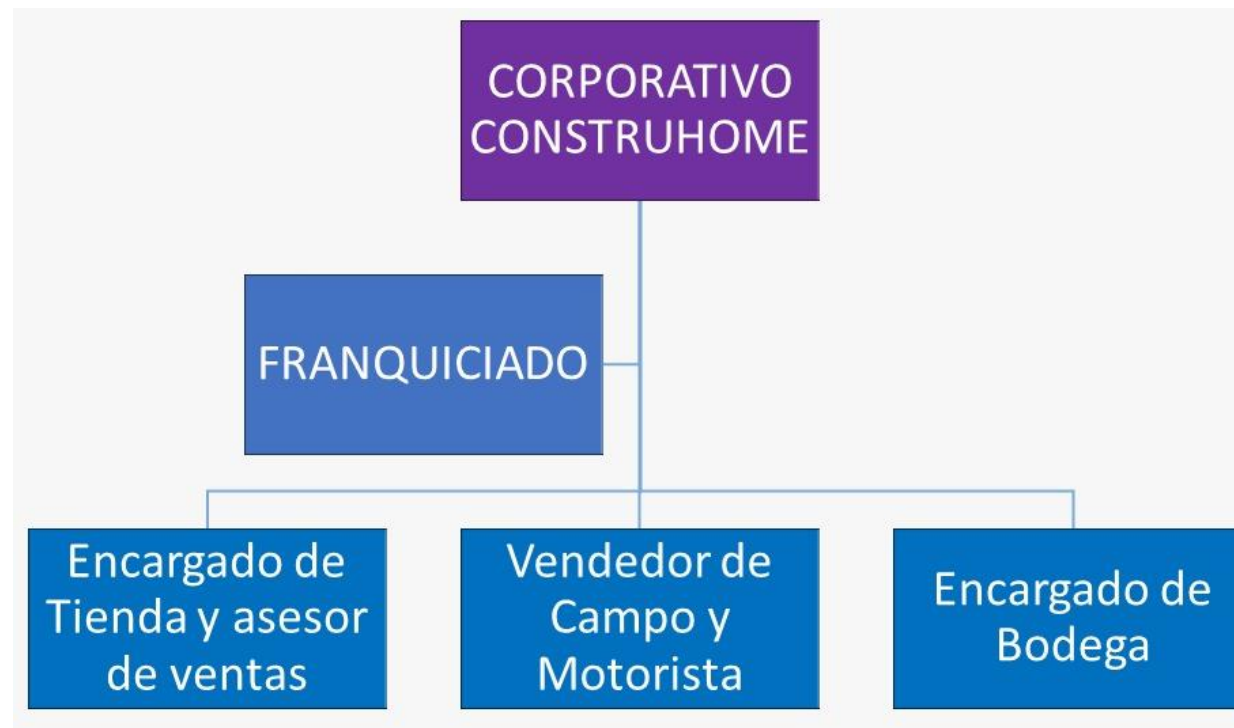 CORPORATIVO
CONSTRUHOME
FRANQUICIADO
Encargado de
Tienda y asesor
de ventas
Vendedor de
Campo y
Motorista
Encargado de
Bodega